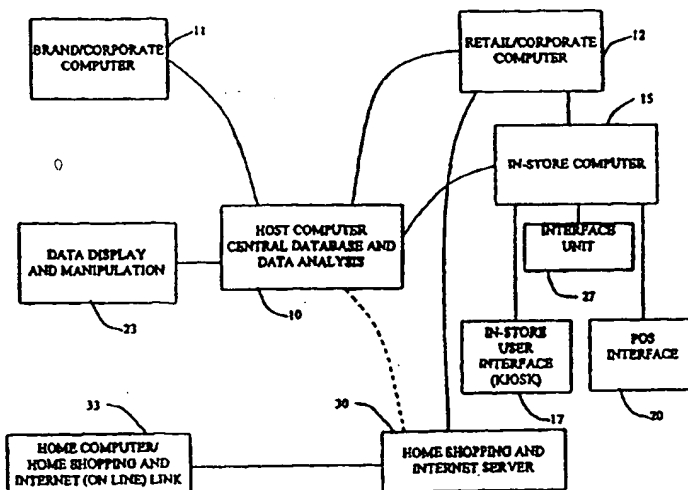 BRAND/CORPORATE
COMPUTER
11
RETAIL/CORPORATE
COMPUTER
12
15
IN-STORE COMPUTER
HOST COMPUTER
CENTRAL DATABASE AND
DATA ANALYSIS
10
DATA DISPLAY
AND MANIPULATION
23
INTERFACE
UNIT
27
IN-STORE
USER
INTERFACE
(KIOSK)
17
POS
INTERFACE
20
33
HOME COMPUTER/
HOME SHOPPING AND
INTERNET (ON LINE) LINK
30
HOME SHOPPING AND
INTERNET SERVER